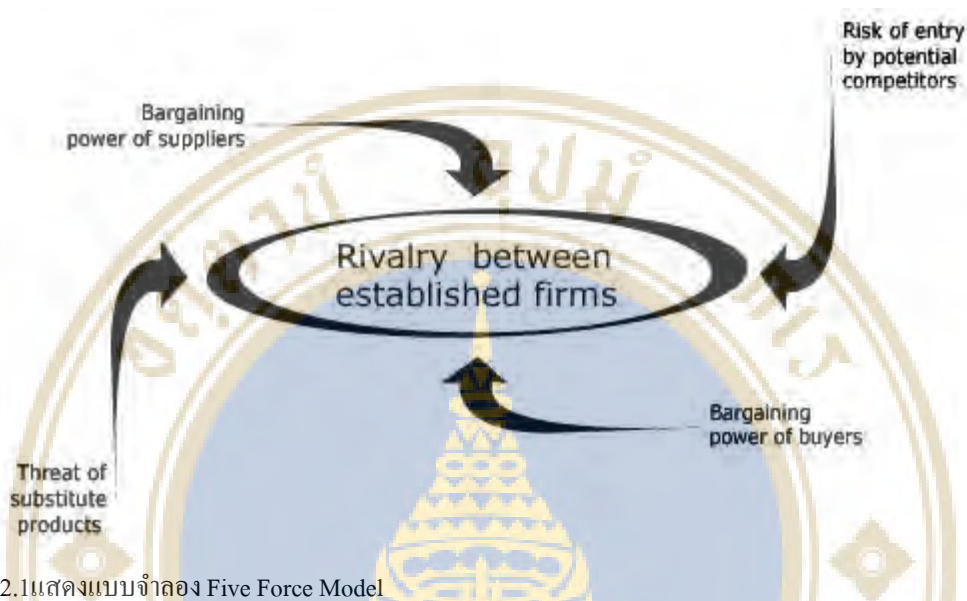 Risk of entry
by potential
competitors
Bargaining
power of suppliers
Rivalry between
established firms
Bargaining
power of buyers
Threat of
substitute
products
2.1แสดงแบบจำลอง Five Force Model